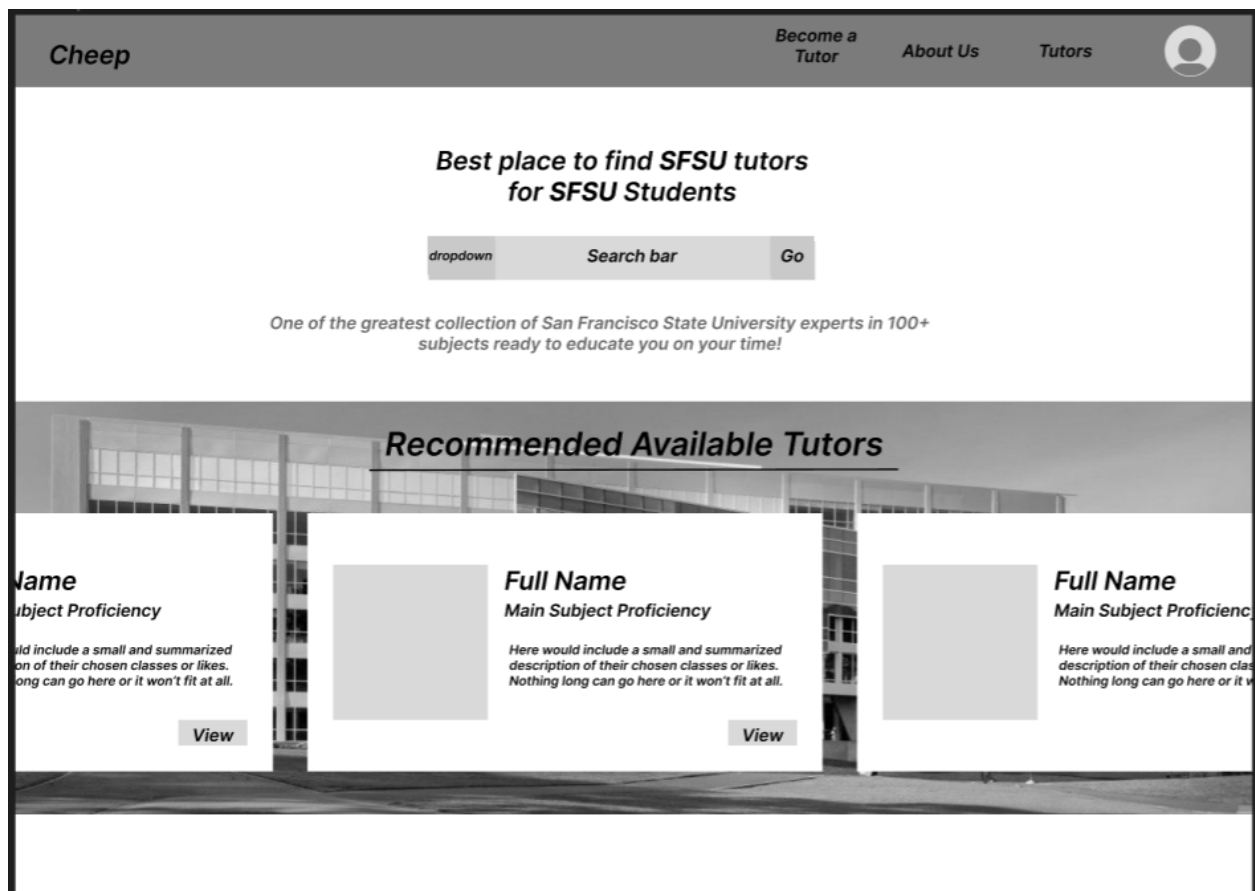 Cheep
Become a
Tutor
About Us
Tutors
Best place to find SFSU tutors
for SFSU Students
dropdown
Search bar
Go
One of the greatest collection of San Francisco State University experts in 100+
subjects ready to educate you on your time!
Recommended Available Tutors
Name
ubject Proficiency
uld include a small and summarized
on of their chosen classes or likes.
ong can go here or it won't fit at all.
View
Full Name
Main Subject Proficiency
Here would include a small and summarized
description of their chosen classes or likes.
Nothing long can go here or it won't fit at all.
View
Full Name
Main Subject Proficienc
Here would include a small and
description of their chosen clas
Nothing long can go here or it w